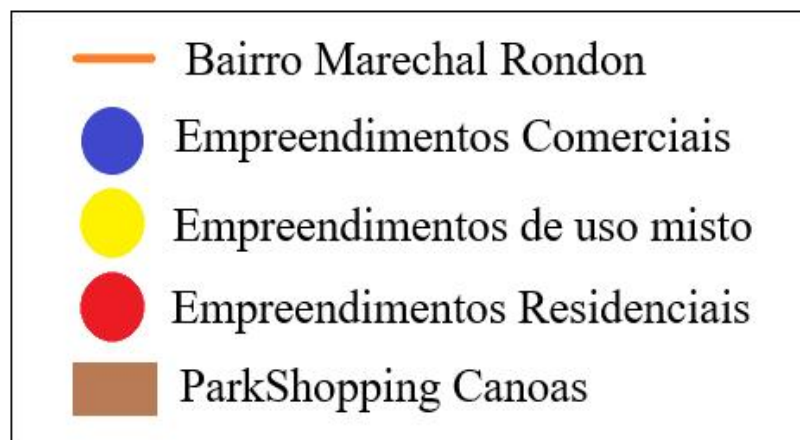 Bairro Marechal Rondon
Empreendimentos Comerciais
Empreendimentos de uso misto
Empreendimentos Residenciais
ParkShopping Canoas